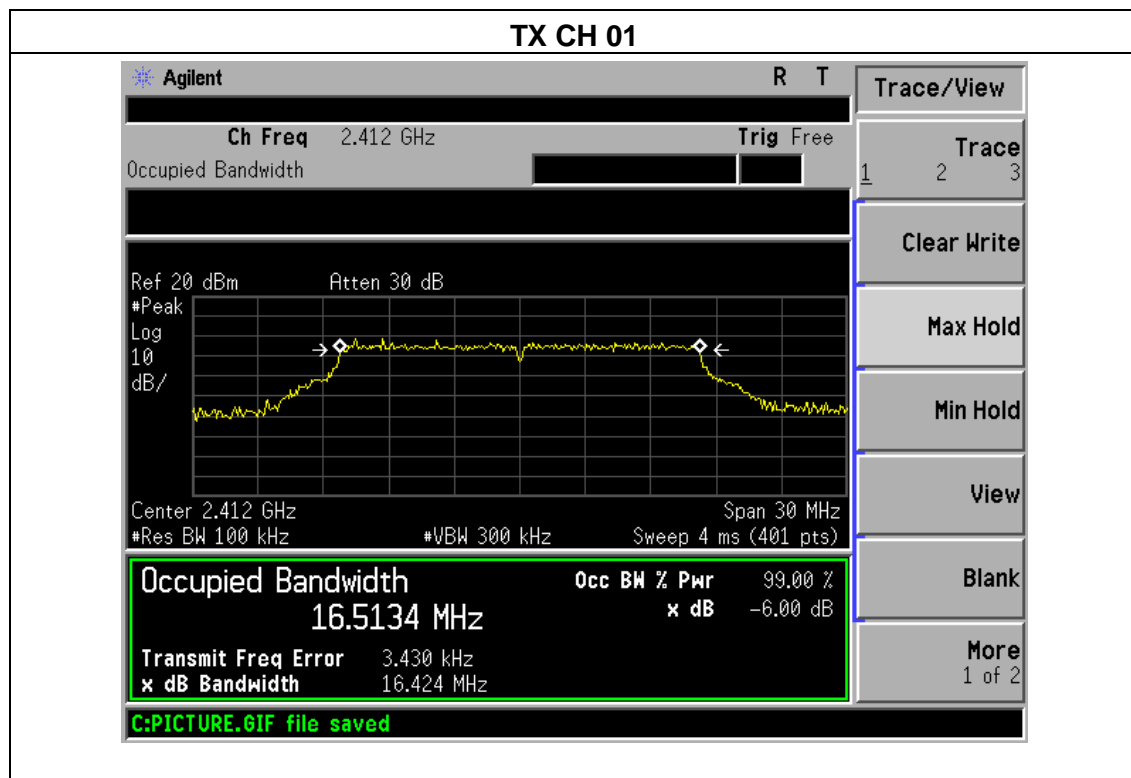 TX CH 01
Agilent R T
Trace/View
Ch Freq 2.412 GHz Trig Free
Occupied Bandwidth
Trace
1 2 3
Clear Write
Ref 20 dBm Atten 30 dB
#Peak
Log
10
dB/
Max Hold
Min Hold
View
Center 2.412 GHz Span 30 MHz
#Res BW 100 kHz #VBW 300 kHz Sweep 4 ms (401 pts)
Occupied Bandwidth Occ BW % Pwr 99.00 %
16.5134 MHz x dB -6.00 dB
Blank
Transmit Freq Error 3.430 kHz
x dB Bandwidth 16.424 MHz
More
1 of 2
C:PICTURE.GIF file saved